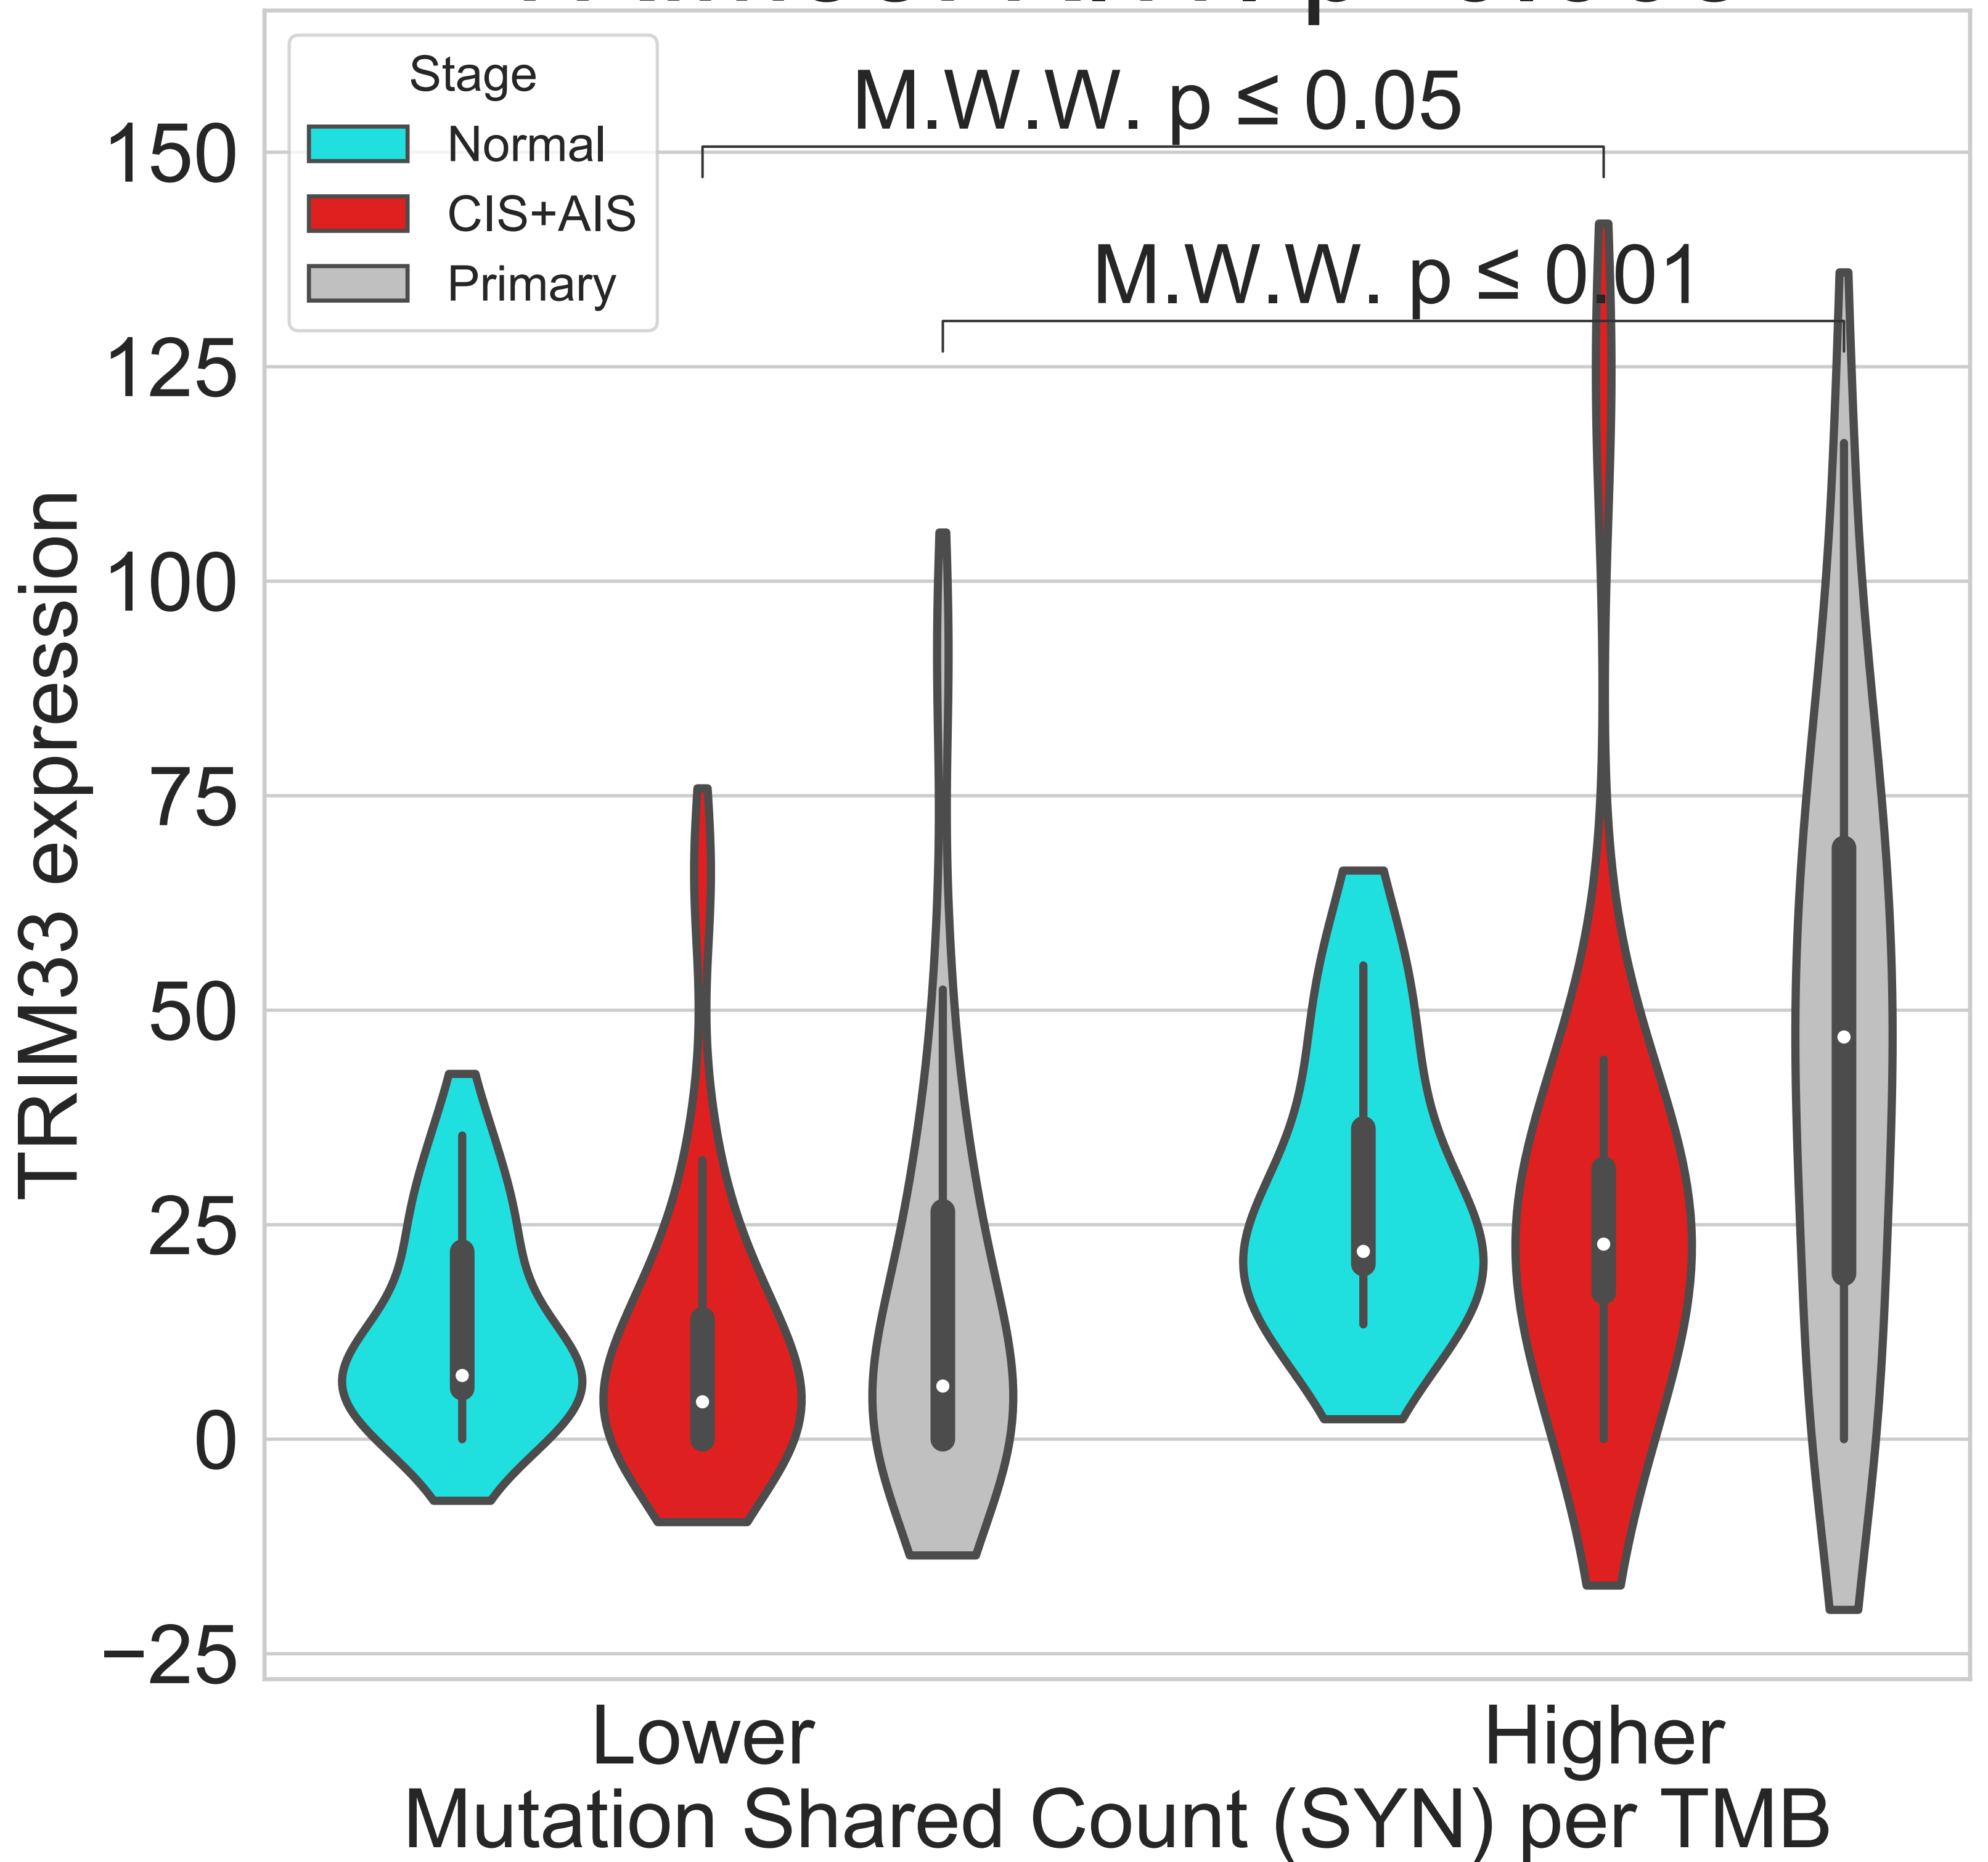 Stage
Normal
CIS+AIS
Primary
M.W.W. p ≤ 0.05
M.W.W. p ≤ 0.01
150
125
100
75
50
25
0
−25
TRIM33 expression
Lower
Higher
Mutation Shared Count (SYN) per TMB